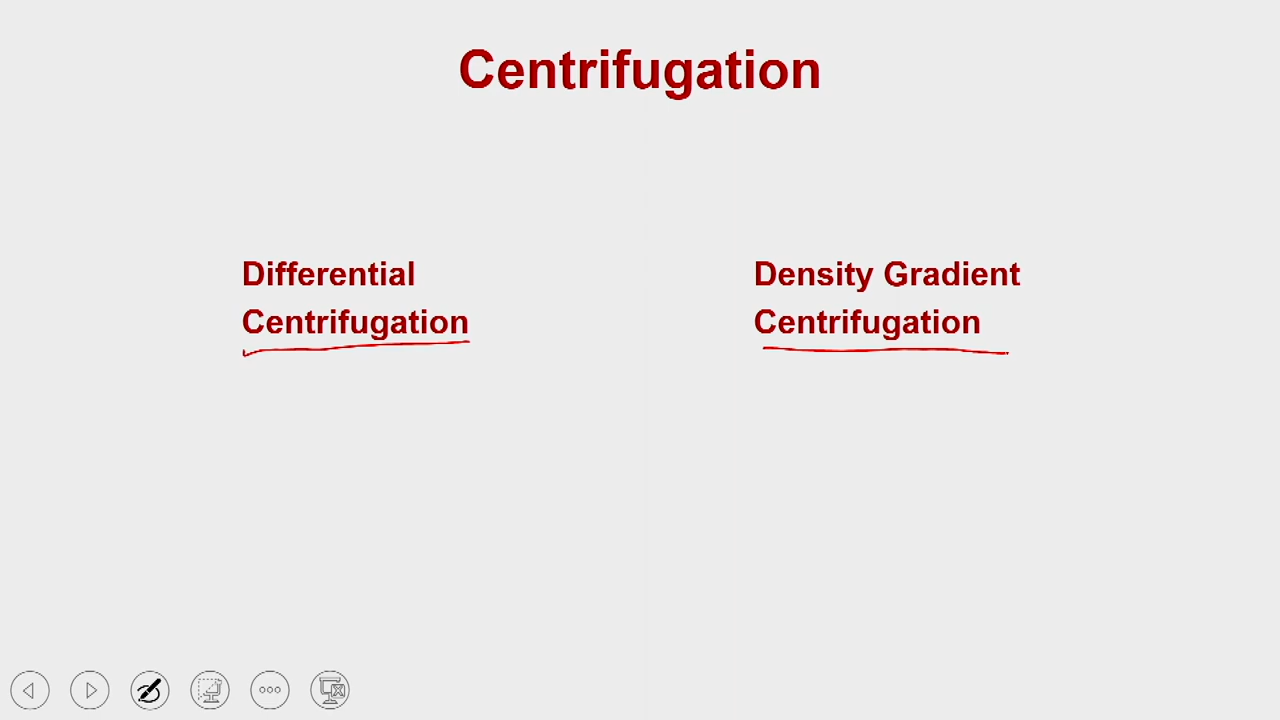 Centrifugation
Differential
Centrifugation
Density Gradient
Centrifugation